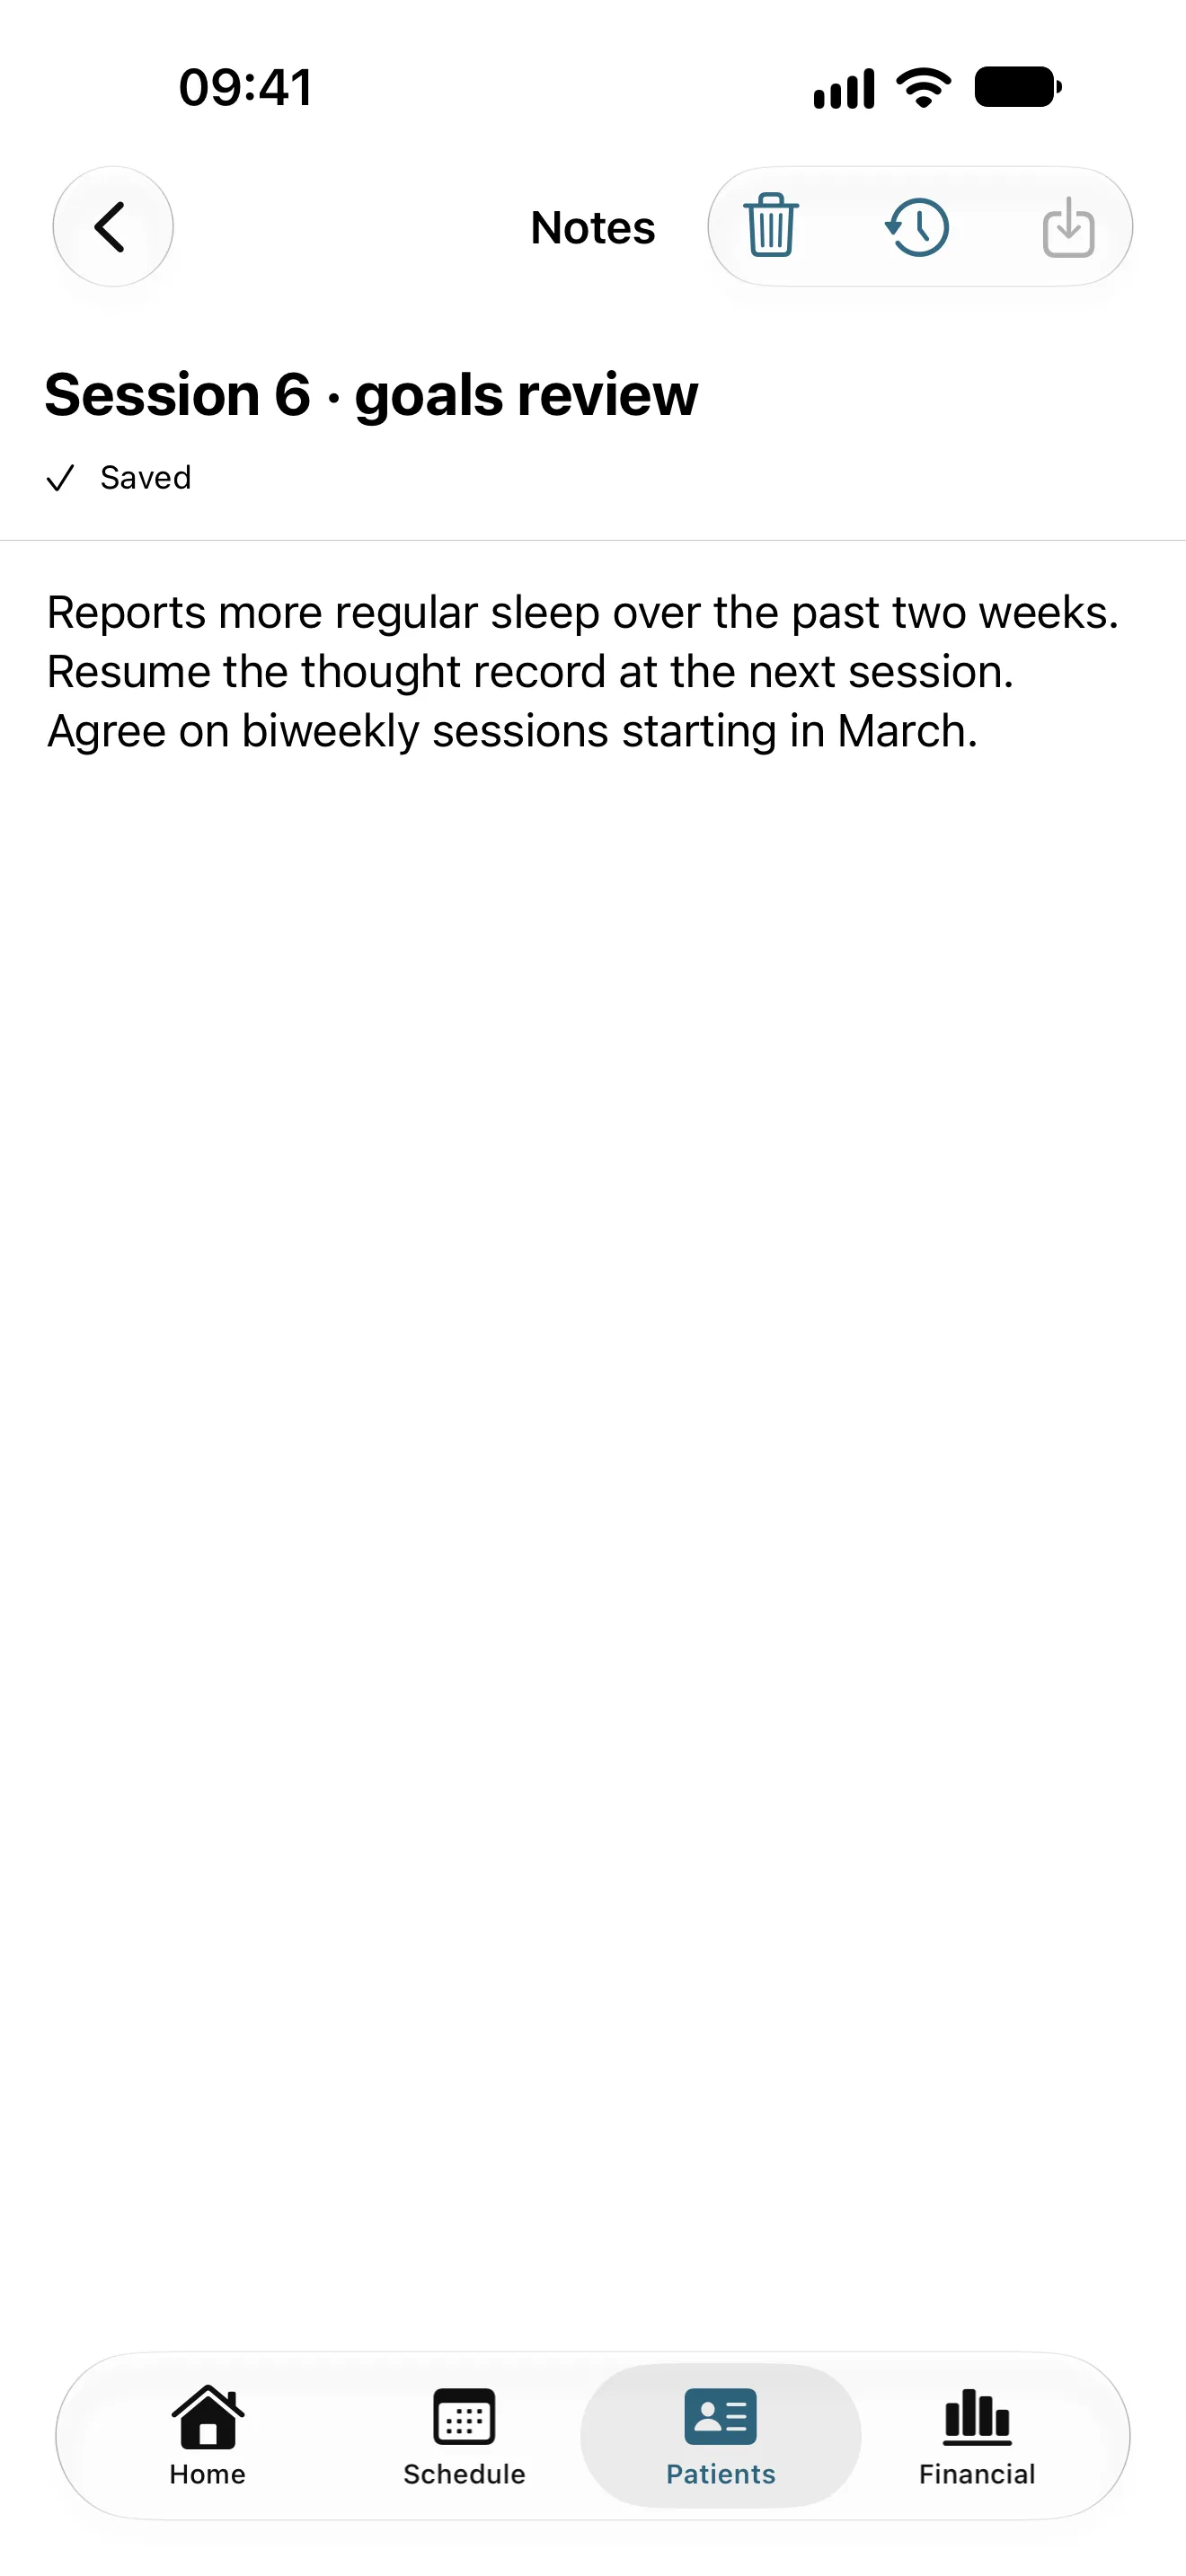 09:41
Notes
Session 6 · goals review
Saved
Reports more regular sleep over the past two weeks.
Resume the thought record at the next session.
Agree on biweekly sessions starting in March.
Home
Schedule
Patients
Financial